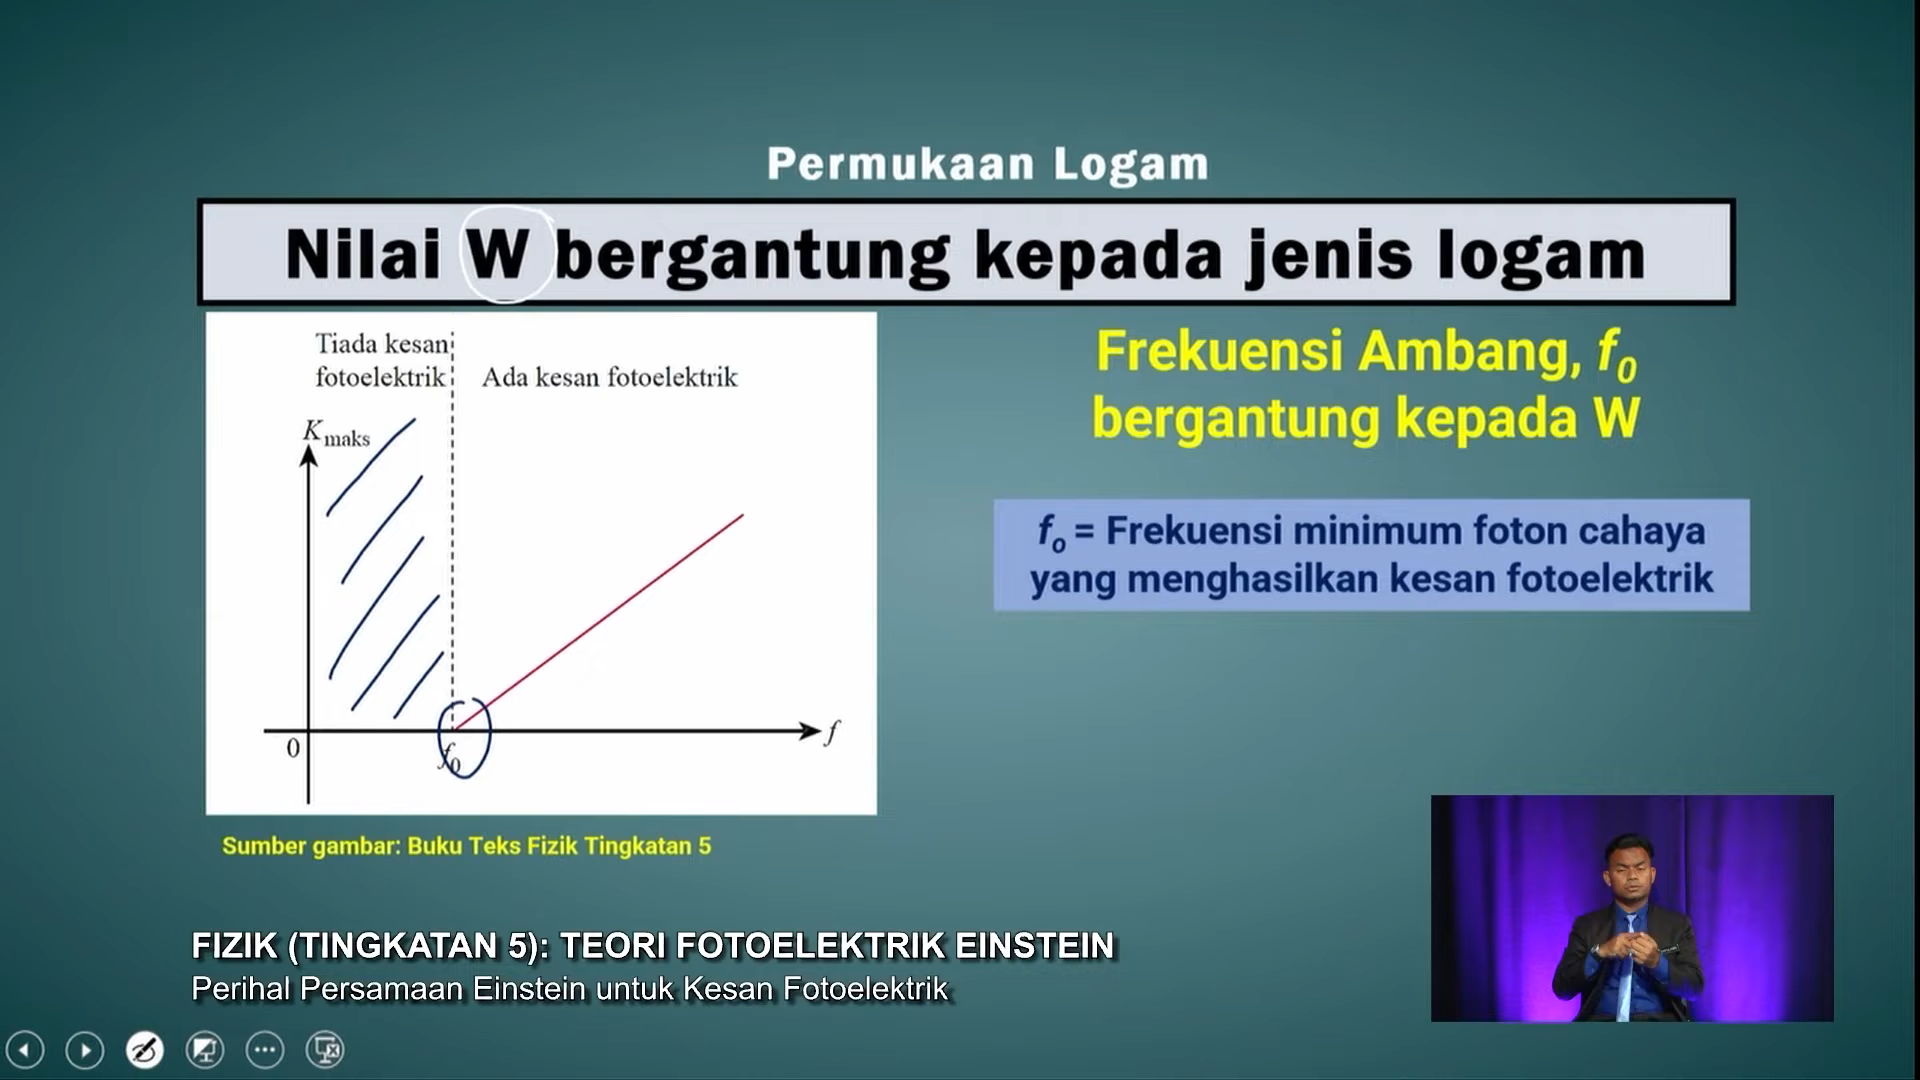 Permukaan Logam
Nilai W bergantung kepada jenis logam
Tiada kesan
fotoelektrik
Ada kesan fotoelektrik
Kmaks
0
f0
f
Frekuensi Ambang, f0
bergantung kepada W
fo = Frekuensi minimum foton cahaya
yang menghasilkan kesan fotoelektrik
Sumber gambar: Buku Teks Fizik Tingkatan 5
FIZIK (TINGKATAN 5): TEORI FOTOELEKTRIK EINSTEIN
Perihal Persamaan Einstein untuk Kesan Fotoelektrik